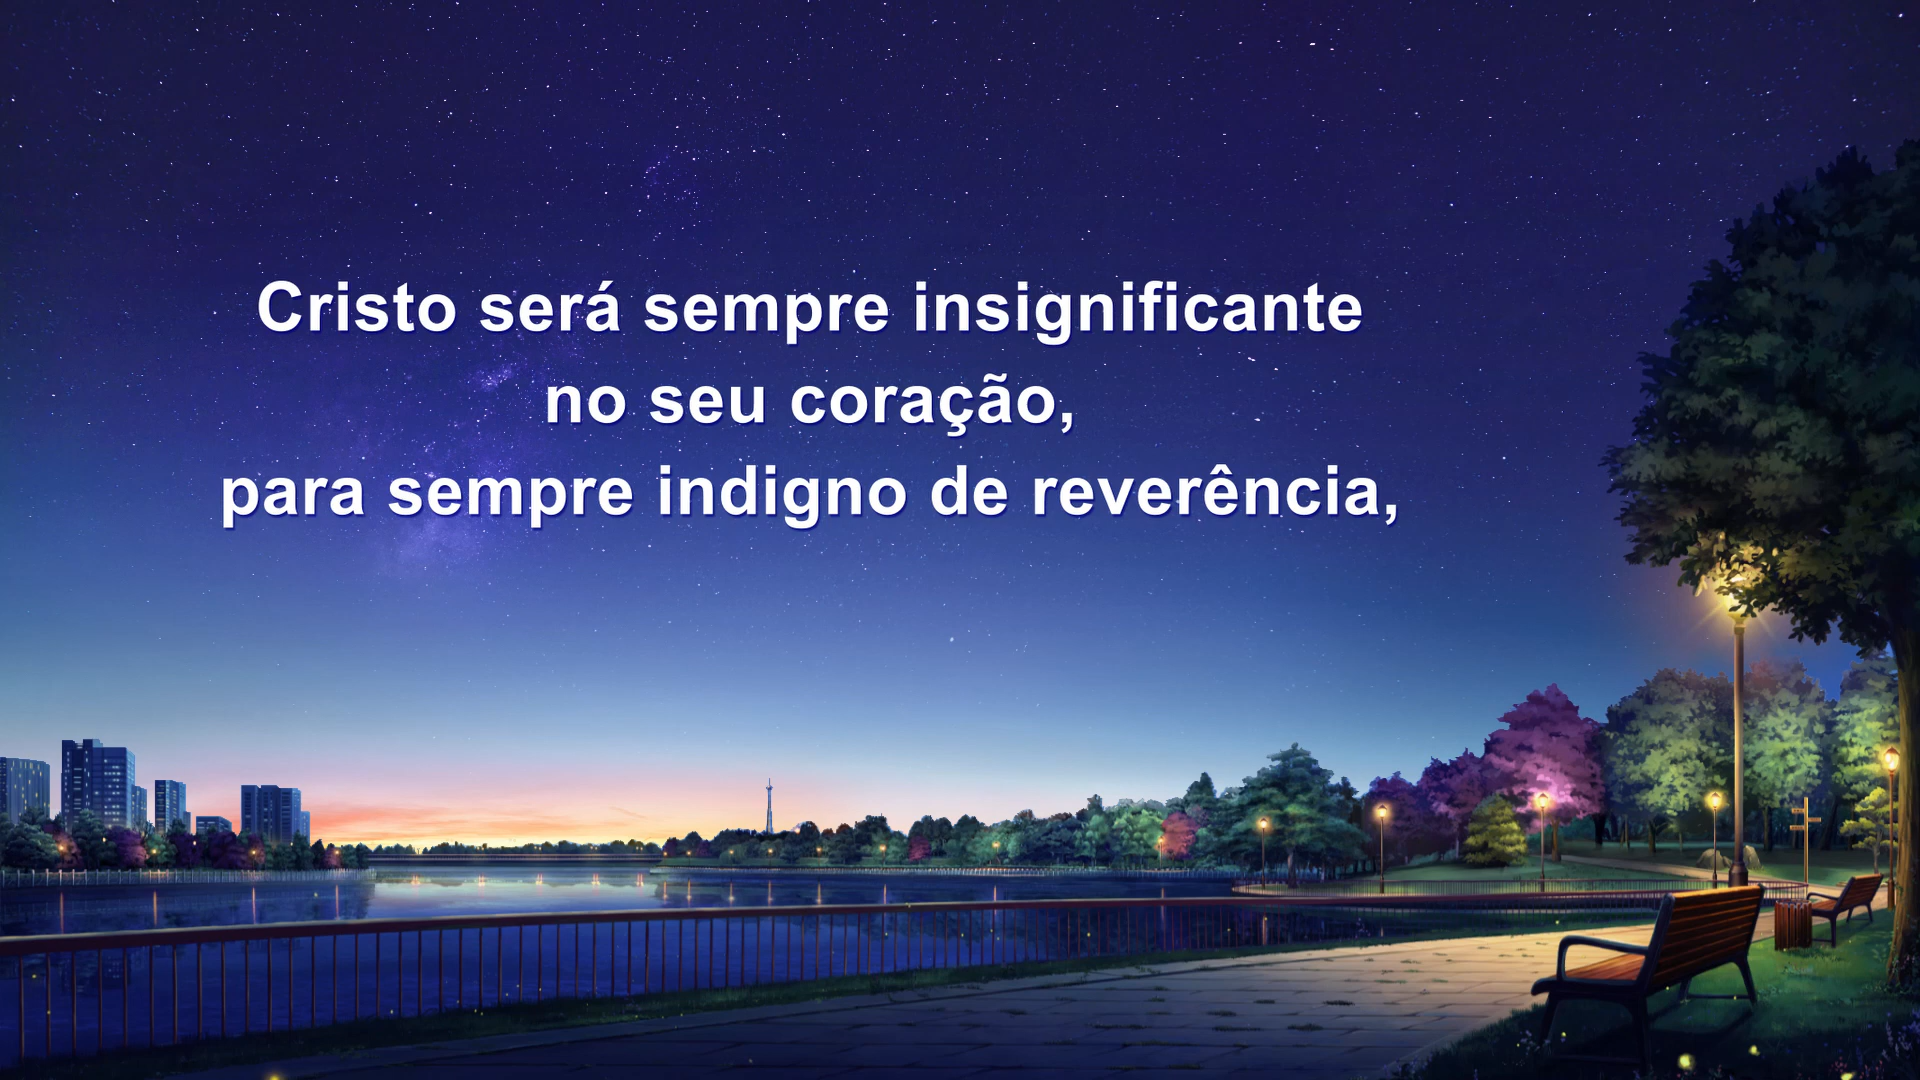 Cristo será sempre insignificante
no seu coração,
para sempre indigno de reverência,